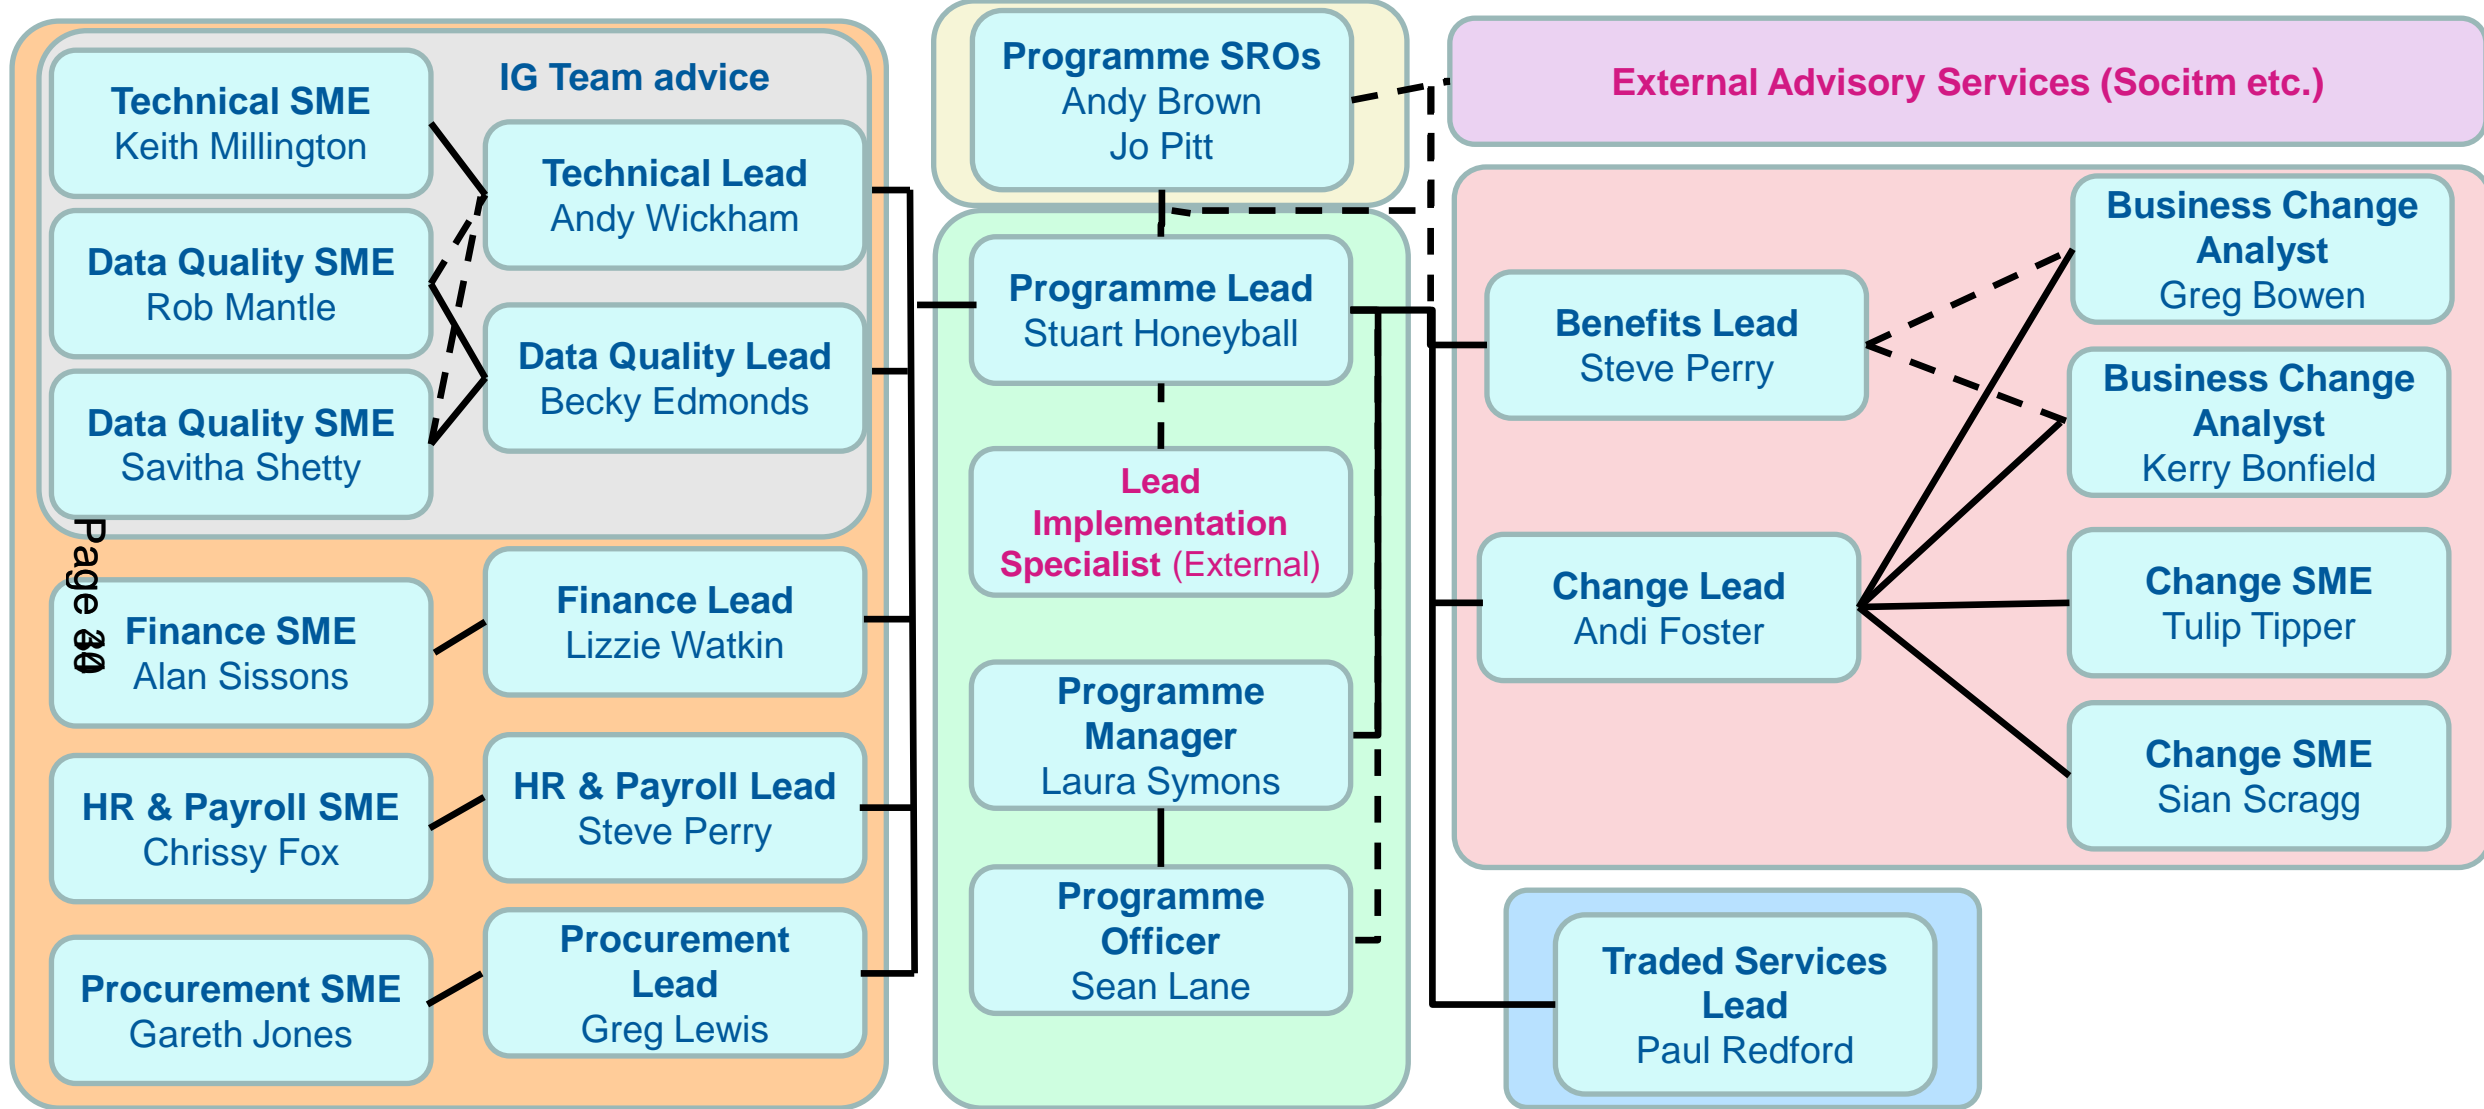 Technical SME
Keith Millington
Data Quality SME
Rob Mantle
Data Quality SME
Savitha Shetty
IG Team advice
Technical Lead
Andy Wickham
Data Quality Lead
Becky Edmonds
Page
Finance SME
Alan Sissons
HR & Payroll SME
Chrissy Fox
Procurement SME
Gareth Jones
Finance Lead
Lizzie Watkin
HR & Payroll Lead
Steve Perry
Procurement
Lead
Greg Lewis
Programme SROs
Andy Brown
Jo Pitt
Programme Lead
Stuart Honeyball
Lead
Implementation
Specialist (External)
Programme
Manager
Laura Symons
Programme
Officer
Sean Lane
External Advisory Services (Socitm etc.)
Benefits Lead
Steve Perry
Change Lead
Andi Foster
Business Change
Analyst
Greg Bowen
Business Change
Analyst
Kerry Bonfield
Change SME
Tulip Tipper
Change SME
Sian Scragg
Traded Services
Lead
Paul Redford